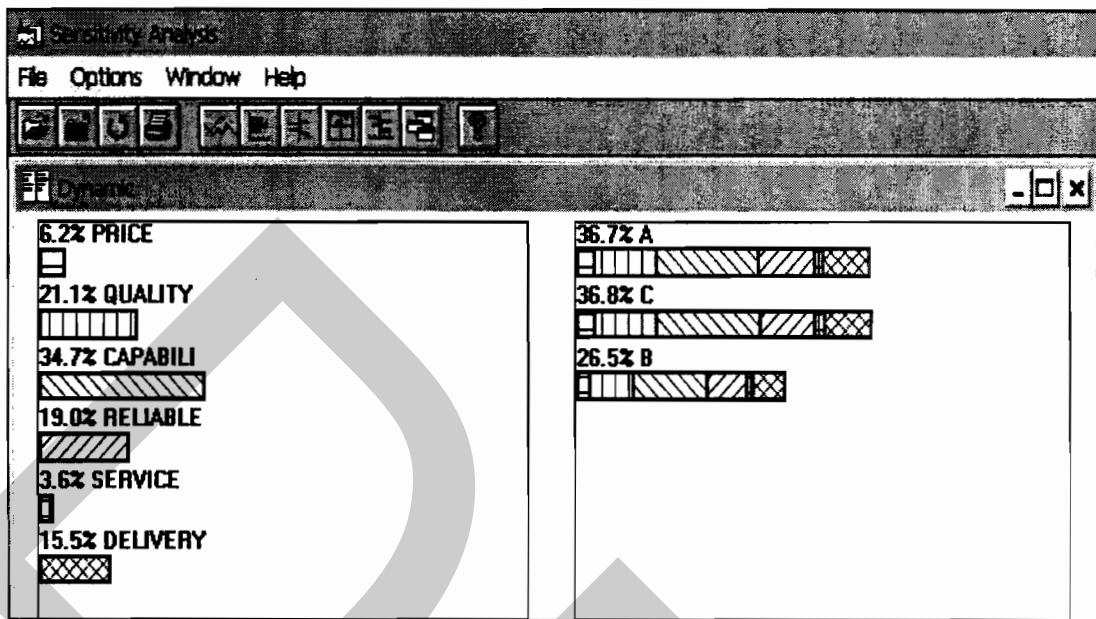 Sensitivity Analysis
File Options Window Help
Dynamic
6.2% PRICE
21.1% QUALITY
34.7% CAPABILI
19.0% RELIABLE
3.6% SERVICE
15.5% DELIVERY
36.7% A
36.8% C
26.5% B